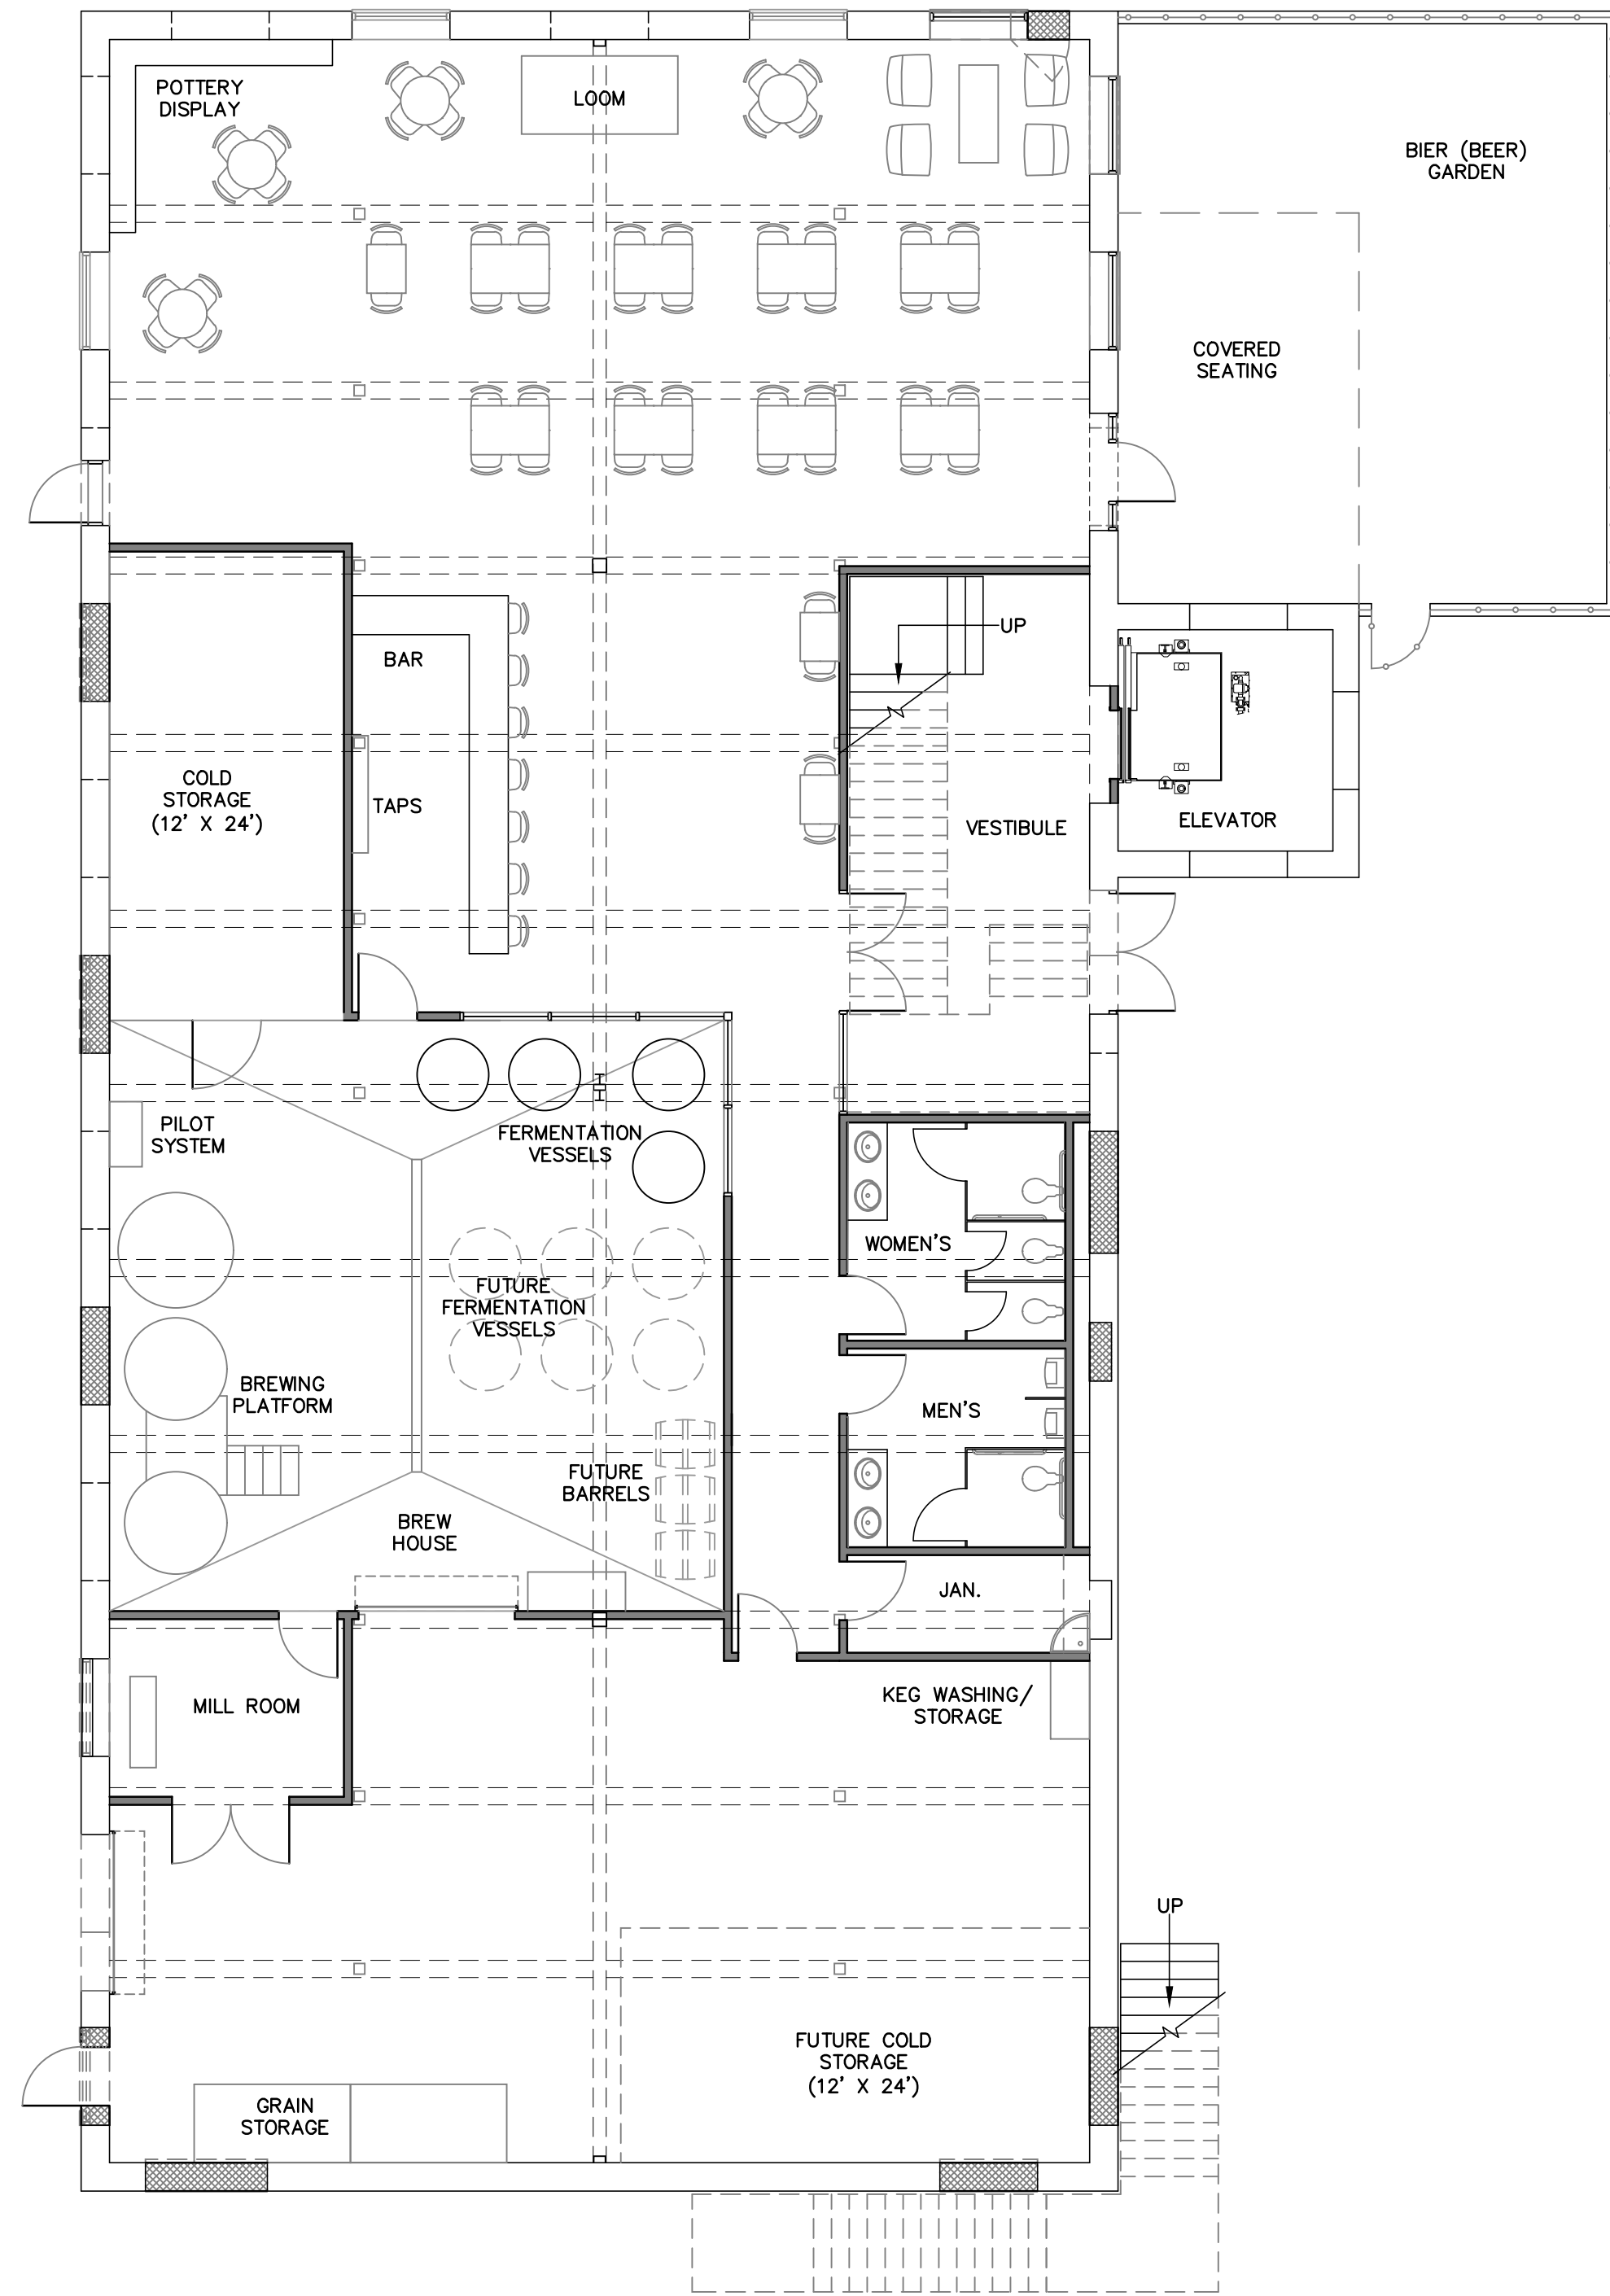 POTTERY
DISPLAY
LOOM
BIER (BEER)
GARDEN
COVERED
SEATING
UP
BAR
COLD
STORAGE
(12' X 24')
TAPS
VESTIBULE
ELEVATOR
PILOT
SYSTEM
FERMENTATION
VESSELS
WOMEN'S
FUTURE
FERMENTATION
VESSELS
BREWING
PLATFORM
MEN'S
FUTURE
BARRELS
BREW
HOUSE
JAN.
MILL ROOM
KEG WASHING/
STORAGE
UP
FUTURE COLD
STORAGE
(12' X 24')
GRAIN
STORAGE